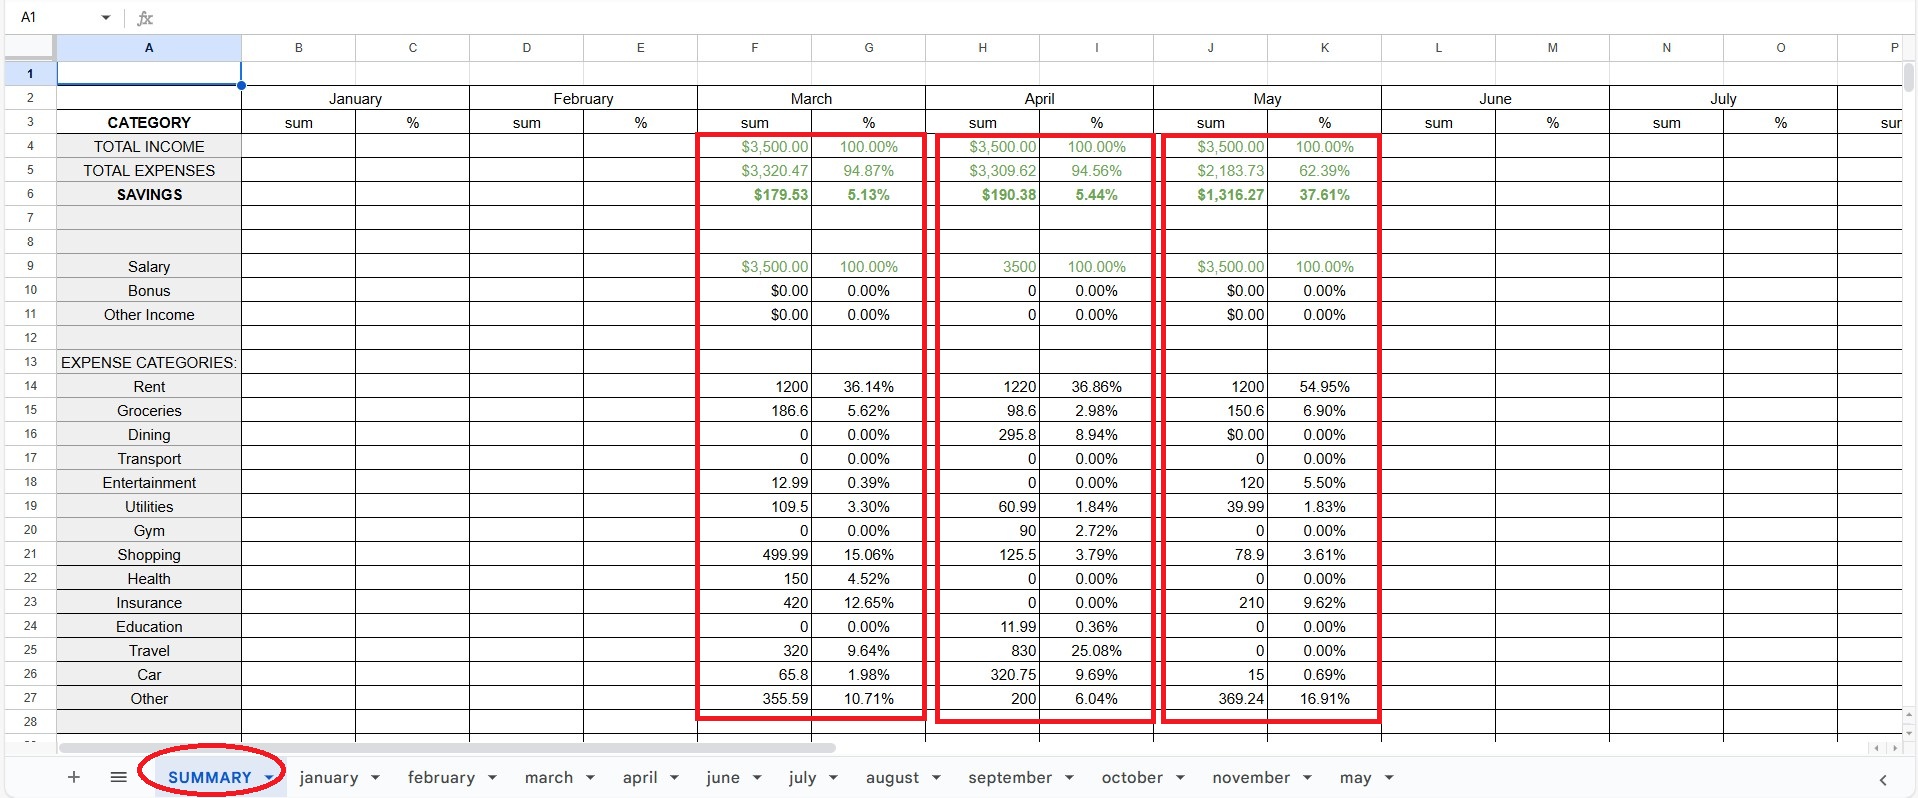 A1 fx
A B C D E F G H I J K L M N O P
1
2 January February March April May June July
3 CATEGORY sum % sum % sum % sum % sum % sum % sum % sur
4 TOTAL INCOME $3,500.00 100.00% $3,500.00 100.00% $3,500.00 100.00%
5 TOTAL EXPENSES $3,320.47 94.87% $3,309.62 94.56% $2,183.73 62.39%
6 SAVINGS $179.53 5.13% $190.38 5.44% $1,316.27 37.61%
7
8
9 Salary $3,500.00 100.00% 3500 100.00% $3,500.00 100.00%
10 Bonus $0.00 0.00% 0 0.00% $0.00 0.00%
11 Other Income $0.00 0.00% 0 0.00% $0.00 0.00%
12
13 EXPENSE CATEGORIES:
14 Rent 1200 36.14% 1220 36.86% 1200 54.95%
15 Groceries 186.6 5.62% 98.6 2.98% 150.6 6.90%
16 Dining 0 0.00% 295.8 8.94% $0.00 0.00%
17 Transport 0 0.00% 0 0.00% 0 0.00%
18 Entertainment 12.99 0.39% 0 0.00% 120 5.50%
19 Utilities 109.5 3.30% 60.99 1.84% 39.99 1.83%
20 Gym 0 0.00% 90 2.72% 0 0.00%
21 Shopping 499.99 15.06% 125.5 3.79% 78.9 3.61%
22 Health 150 4.52% 0 0.00% 0 0.00%
23 Insurance 420 12.65% 0 0.00% 210 9.62%
24 Education 0 0.00% 11.99 0.36% 0 0.00%
25 Travel 320 9.64% 830 25.08% 0 0.00%
26 Car 65.8 1.98% 320.75 9.69% 15 0.69%
27 Other 355.59 10.71% 200 6.04% 369.24 16.91%
28
SUMMARY january february march april june july august september october november may